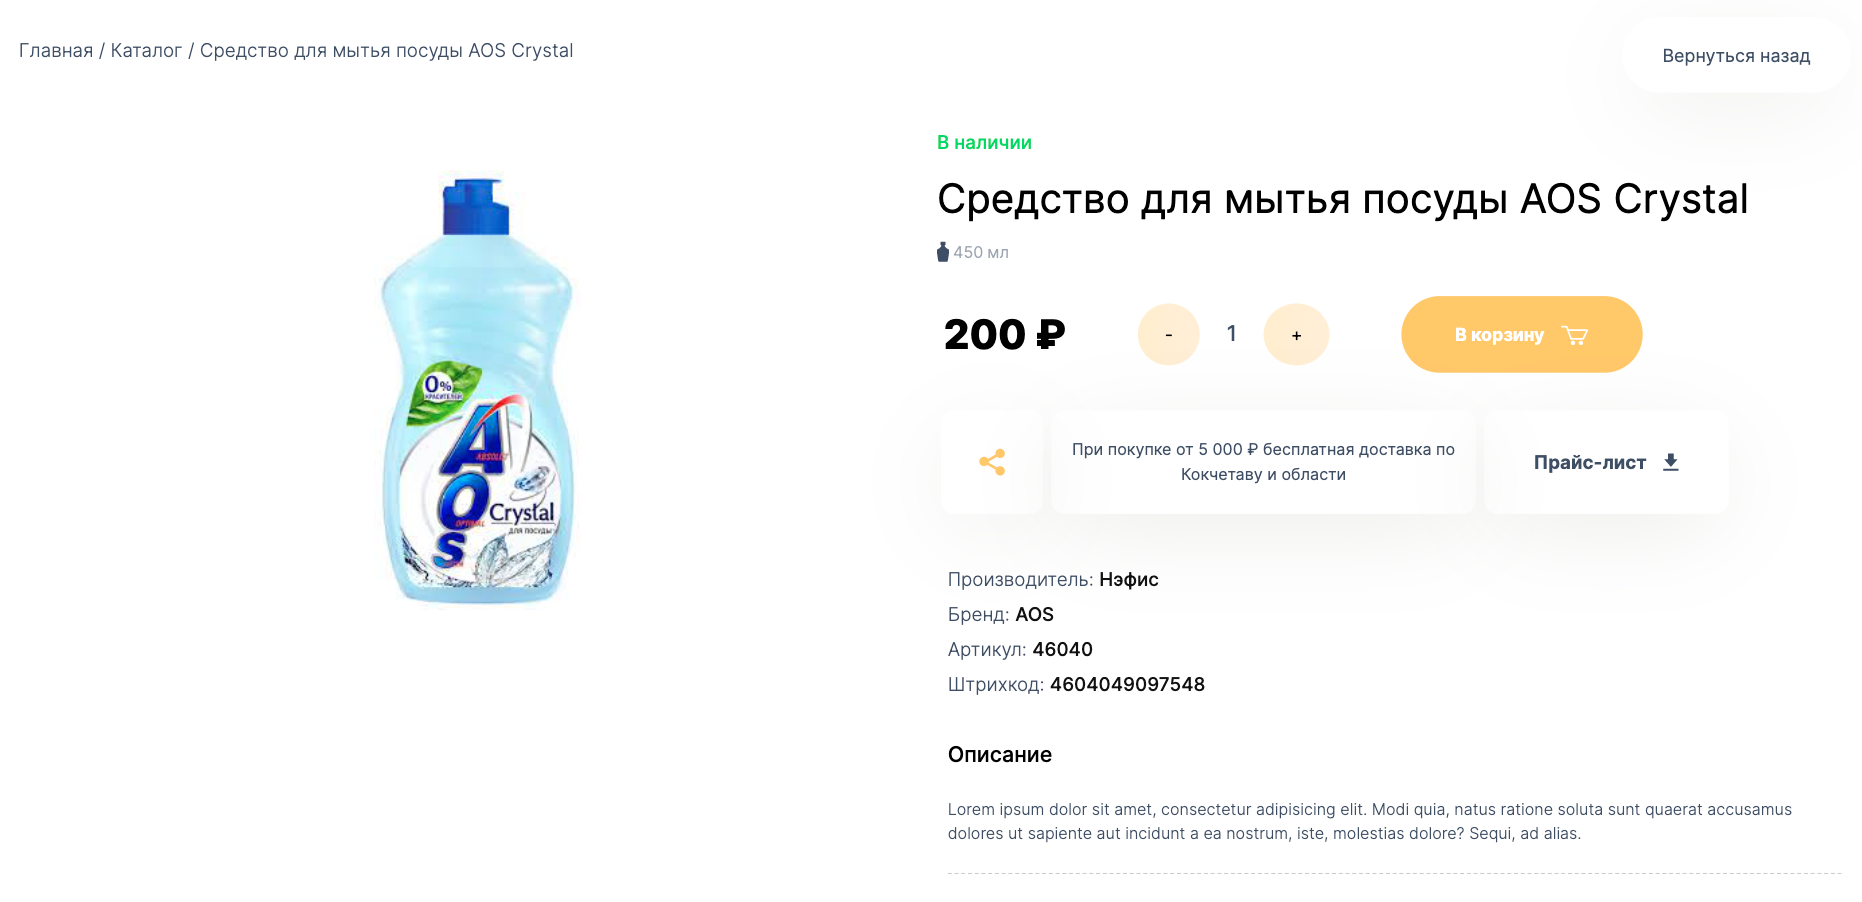 Главная / Каталог / Средство для мытья посуды AOS Crystal
Вернуться назад
0%
КРАСИТЕЛЕЙ
AOS
Crystal
для посуды
В наличии
Средство для мытья посуды AOS Crystal
450 мл
200 ₽
- 1 +
В корзину
При покупке от 5 000 ₽ бесплатная доставка по
Кокчетаву и области
Прайс-лист
Производитель: Нэфис
Бренд: AOS
Артикул: 46040
Штрихкод: 4604049097548
Описание
Lorem ipsum dolor sit amet, consectetur adipisicing elit. Modi quia, natus ratione soluta sunt quaerat accusamus
dolores ut sapiente aut incidunt a ea nostrum, iste, molestias dolore? Sequi, ad alias.